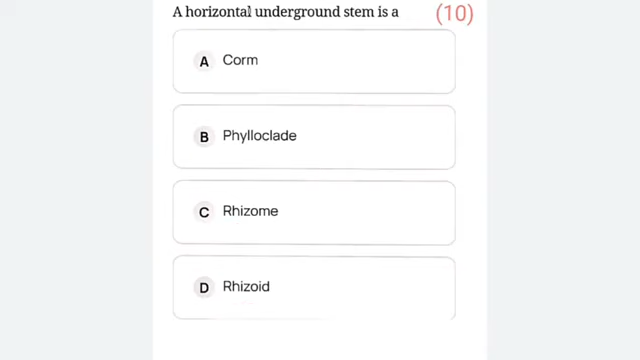 A horizontal underground stem is a (10)
A Corm
B Phylloclade
C Rhizome
D Rhizoid